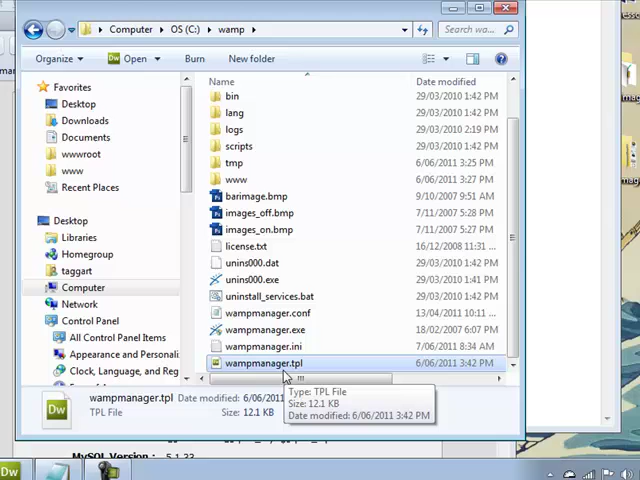 Computer ▸ OS (C:) ▸ wamp ▸
Search wa...
Organize
Dw Open
Burn
New folder
Name
Date modified
Favorites
Desktop
Downloads
Documents
wwwroot
www
Recent Places
Desktop
Libraries
Homegroup
taggart
Computer
Network
Control Panel
All Control Panel Items
Appearance and Personali
Clock, Language, and Reg
bin 29/03/2010 1:42 PM
lang 29/03/2010 1:42 PM
logs 29/03/2010 2:19 PM
scripts 29/03/2010 1:42 PM
tmp 6/06/2011 3:25 PM
www 6/06/2011 3:27 PM
barimage.bmp 9/10/2007 9:51 AM
images_off.bmp 7/11/2007 5:28 PM
images_on.bmp 7/11/2007 5:27 PM
license.txt 16/12/2008 11:31 ...
unins000.dat 29/03/2010 1:42 PM
unins000.exe 29/03/2010 1:41 PM
uninstall_services.bat 29/03/2010 1:42 PM
wampmanager.conf 13/04/2011 10:11 ...
wampmanager.exe 18/02/2007 6:07 PM
wampmanager.ini 7/06/2011 8:34 AM
wampmanager.tpl 6/06/2011 3:42 PM
Type: TPL File
Size: 12.1 KB
Date modified: 6/06/2011 3:42 PM
Dw
wampmanager.tpl Date modified: 6/06/2011
TPL File Size: 12.1 KB
MySQL Version : 5.1.33
Dw